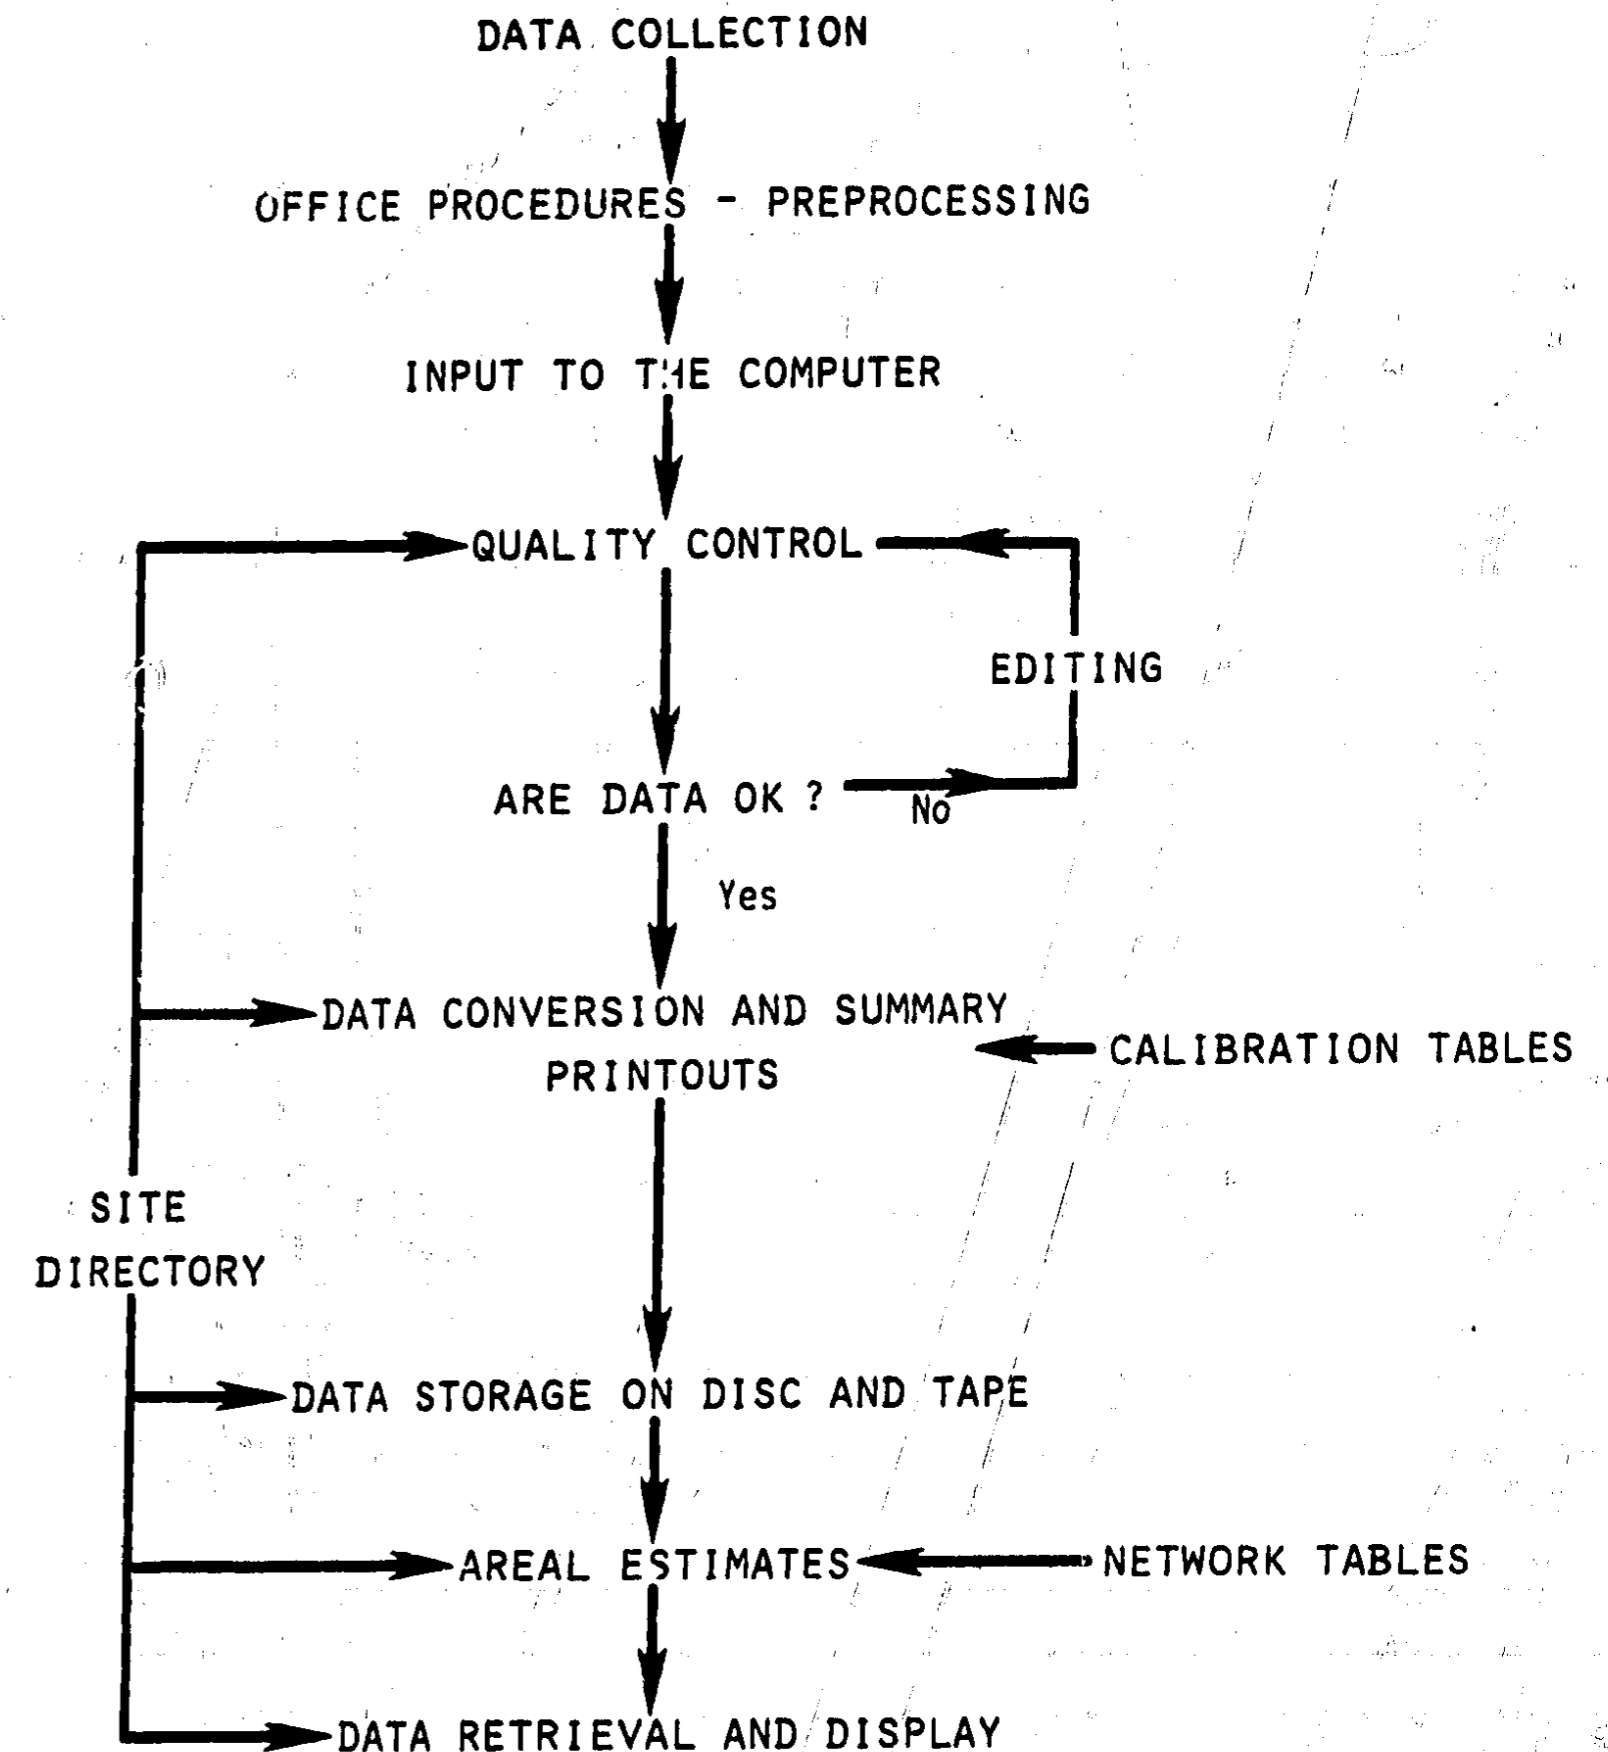 DATA COLLECTION
OFFICE PROCEDURES - PREPROCESSING
INPUT TO THE COMPUTER
QUALITY CONTROL
EDITING
ARE DATA OK ?
No
Yes
DATA CONVERSION AND SUMMARY
PRINTOUTS
CALIBRATION TABLES
SITE
DIRECTORY
DATA STORAGE ON DISC AND TAPE
AREAL ESTIMATES
NETWORK TABLES
DATA RETRIEVAL AND DISPLAY